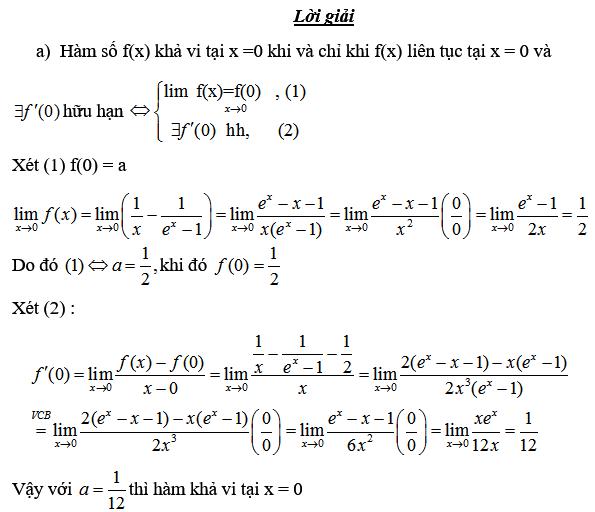 Lời giải
a) Hàm số f(x) khả vi tại x =0 khi và chỉ khi f(x) liên tục tại x = 0 và
∃f'(0) hữu hạn ⇔ { lim_{x→0} f(x)=f(0) , (1)
∃f'(0) hh, (2)
Xét (1) f(0) = a
lim_{x→0} f(x) = lim_{x→0} (1/x - 1/(e^x - 1)) = lim_{x→0} (e^x - x - 1)/(x(e^x - 1)) = lim_{x→0} (e^x - x - 1)/x^2 (0/0) = lim_{x→0} (e^x - 1)/2x = 1/2
Do đó (1) ⇔ a = 1/2, khi đó f(0) = 1/2
Xét (2) :
f'(0) = lim_{x→0} (f(x) - f(0))/(x - 0) = lim_{x→0} (1/x - 1/(e^x - 1) - 1/2)/x = lim_{x→0} (2(e^x - x - 1) - x(e^x - 1))/(2x^3(e^x - 1))
VCB= lim_{x→0} (2(e^x - x - 1) - x(e^x - 1))/2x^3 (0/0) = lim_{x→0} (e^x - x - 1)/6x^2 (0/0) = lim_{x→0} xe^x/12x = 1/12
Vậy với a = 1/12 thì hàm khả vi tại x = 0